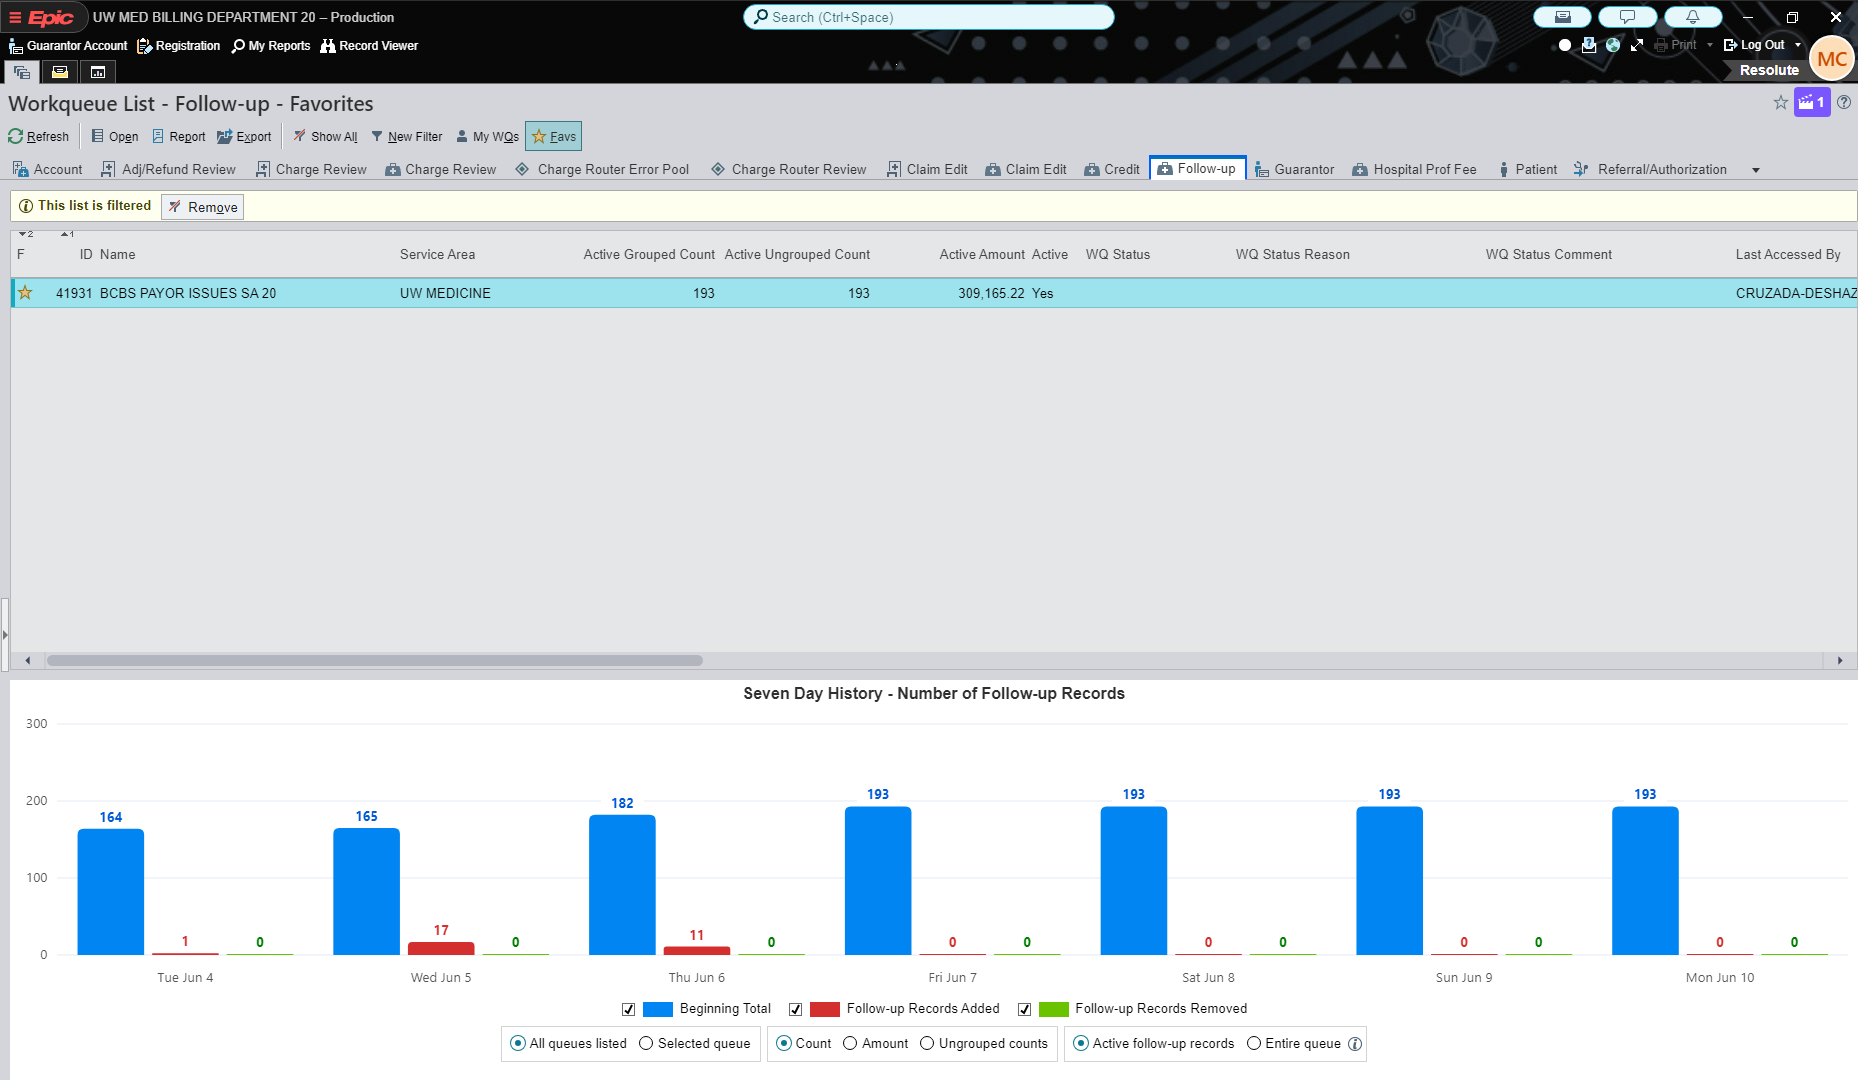 Epic UW MED BILLING DEPARTMENT 20 – Production Search (Ctrl+Space)
Guarantor Account Registration My Reports Record Viewer Print Log Out MC
Resolute
Workqueue List - Follow-up - Favorites 1
Refresh Open Report Export Show All New Filter My WQs Favs
Account Adj/Refund Review Charge Review Charge Review Charge Router Error Pool Charge Router Review Claim Edit Claim Edit Credit Follow-up Guarantor Hospital Prof Fee Patient Referral/Authorization
This list is filtered Remove
2 1
F ID Name Service Area Active Grouped Count Active Ungrouped Count Active Amount Active WQ Status WQ Status Reason WQ Status Comment Last Accessed By
41931 BCBS PAYOR ISSUES SA 20 UW MEDICINE 193 193 309,165.22 Yes CRUZADA-DESHAZ
Seven Day History - Number of Follow-up Records
300
200
100
0
164 1 0
165 17 0
182 11 0
193 0 0
193 0 0
193 0 0
193 0 0
Tue Jun 4 Wed Jun 5 Thu Jun 6 Fri Jun 7 Sat Jun 8 Sun Jun 9 Mon Jun 10
Beginning Total Follow-up Records Added Follow-up Records Removed
All queues listed Selected queue Count Amount Ungrouped counts Active follow-up records Entire queue